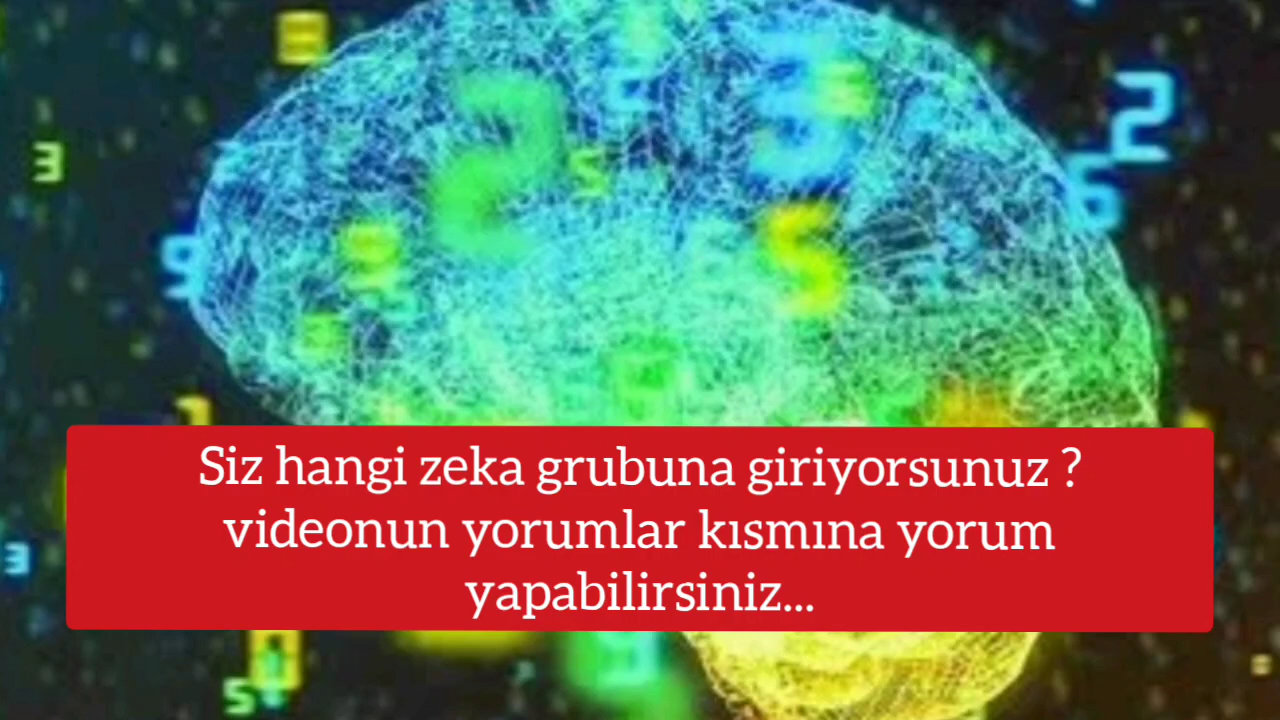 Siz hangi zeka grubuna giriyorsunuz ?
videonun yorumlar kısmına yorum
yapabilirsiniz...